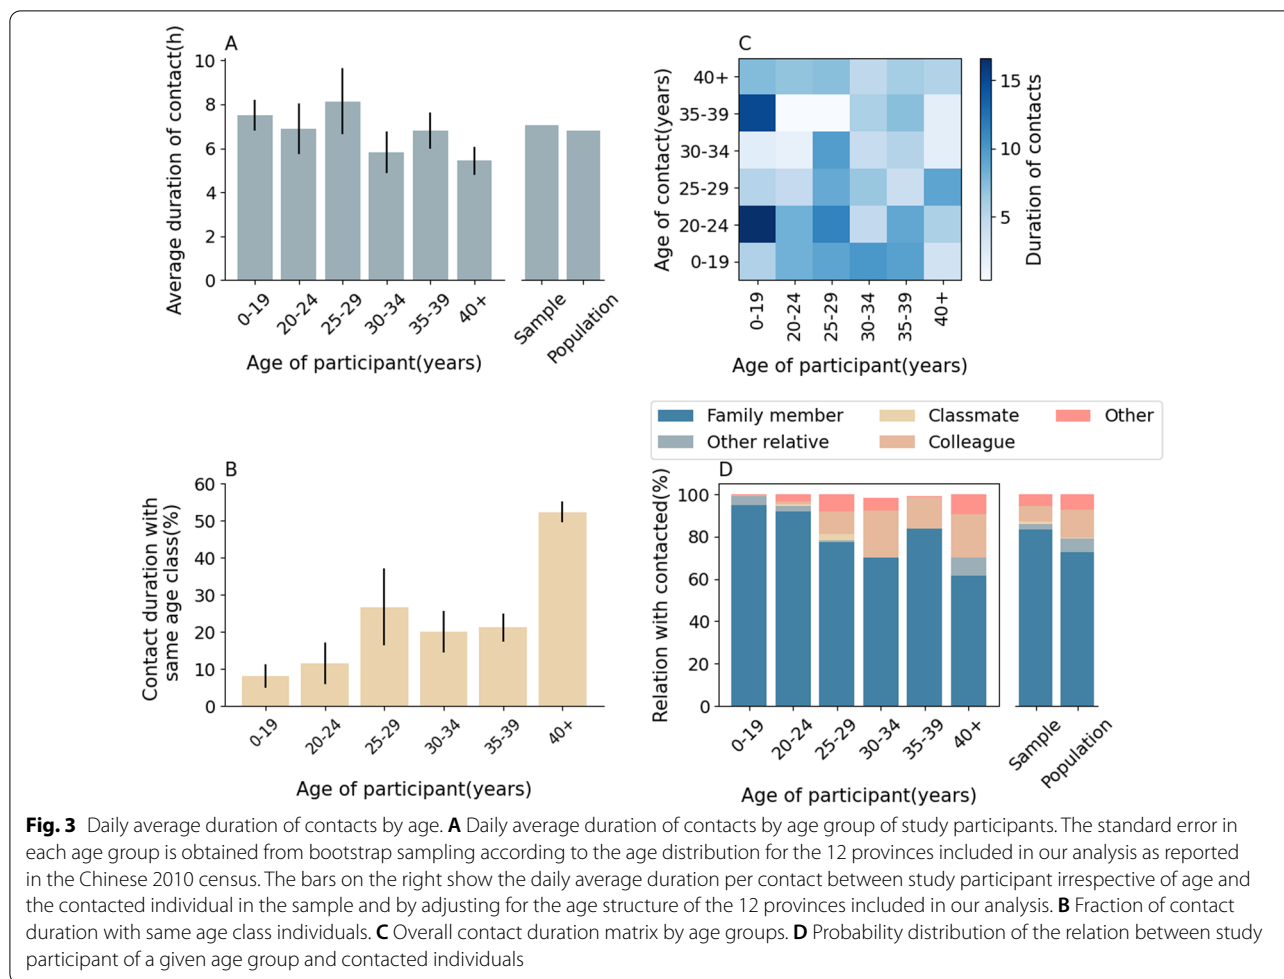 A
Average duration of contact(h)
10
8
6
4
2
0
0-19
20-24
25-29
30-34
35-39
40+
Sample
Population
Age of participant(years)
C
Age of contact(years)
40+
35-39
30-34
25-29
20-24
0-19
0-19
20-24
25-29
30-34
35-39
40+
Age of participant(years)
15
10
5
Duration of contacts
B
Contact duration with
same age class(%)
60
50
40
30
20
10
0
0-19
20-24
25-29
30-34
35-39
40+
Age of participant(years)
Family member
Classmate
Other
Other relative
Colleague
D
Relation with contacted(%)
100
80
60
40
20
0
0-19
20-24
25-29
30-34
35-39
40+
Sample
Population
Age of participant(years)
Fig. 3 Daily average duration of contacts by age. A Daily average duration of contacts by age group of study participants. The standard error in
each age group is obtained from bootstrap sampling according to the age distribution for the 12 provinces included in our analysis as reported
in the Chinese 2010 census. The bars on the right show the daily average duration per contact between study participant irrespective of age and
the contacted individual in the sample and by adjusting for the age structure of the 12 provinces included in our analysis. B Fraction of contact
duration with same age class individuals. C Overall contact duration matrix by age groups. D Probability distribution of the relation between study
participant of a given age group and contacted individuals